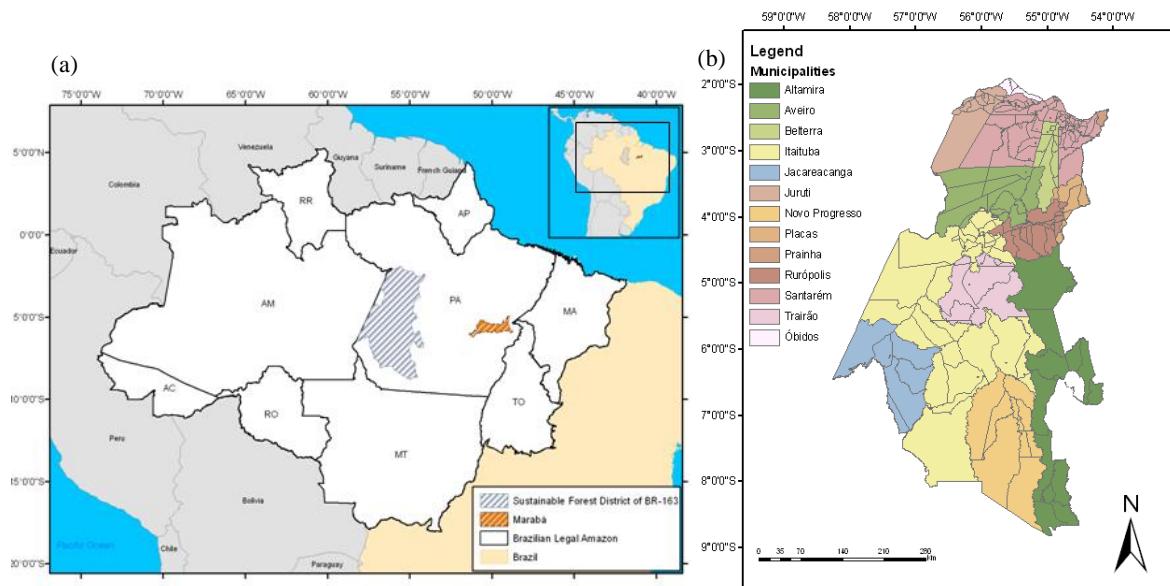 (a)
75°0'0"W 70°0'0"W 65°0'0"W 60°0'0"W 55°0'0"W 50°0'0"W 45°0'0"W 40°0'0"W
5°0'0"N
0°0'0"
5°0'0"S
10°0'0"S
15°0'0"S
20°0'0"S
Venezuela
Guyana
Suriname
French Guiana
Colombia
Ecuador
RR
AP
AM
PA
MA
AC
RO
TO
MT
Peru
Bolivia
Pacific Ocean
Chile
Paraguay
Sustainable Forest District of BR-163
Marabá
Brazilian Legal Amazon
Brazil
(b)
59°0'0"W 58°0'0"W 57°0'0"W 56°0'0"W 55°0'0"W 54°0'0"W
Legend
Municipalities
Altamira
Aveiro
Belterra
Itaituba
Jacareacanga
Juruti
Novo Progresso
Placas
Prainha
Rurópolis
Santarém
Trairão
Óbidos
2°0'0"S
3°0'0"S
4°0'0"S
5°0'0"S
6°0'0"S
7°0'0"S
8°0'0"S
9°0'0"S
N
0 35 70 140 210 280
Km